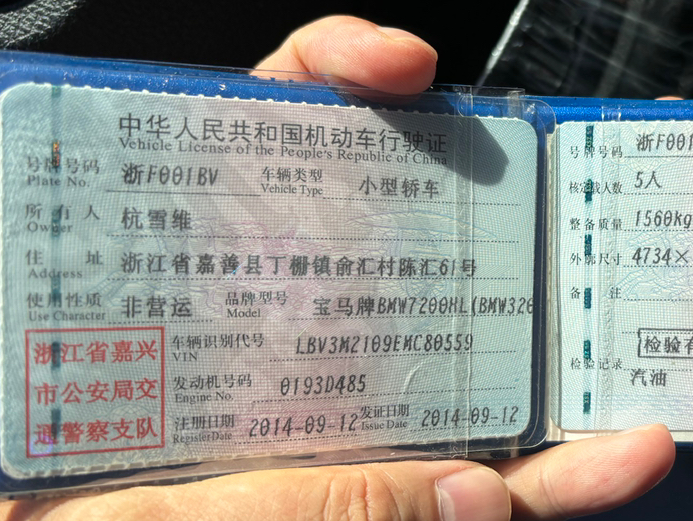 中华人民共和国机动车行驶证
Vehicle License of the People's Republic of China
号牌号码 浙F001BV 车辆类型 小型轿车
Plate No. Vehicle Type
所有人 杭雪维
Owner
住址 浙江省嘉善县丁栅镇俞汇村陈汇61号
Address
使用性质 非营运 品牌型号 宝马牌BMW7200HL(BMW320
Use Character Model
浙江省嘉兴
市公安局交
通警察支队
车辆识别代号 LBV3M2109EMC80559
VIN
发动机号码 0193D485
Engine No.
注册日期 2014-09-12 发证日期 2014-09-12
Register Date Issue Date
号牌号码 浙F001
核定载人数 5人
整备质量 1560kg
外廓尺寸 4734×
备注
检验有
检验记录
汽油